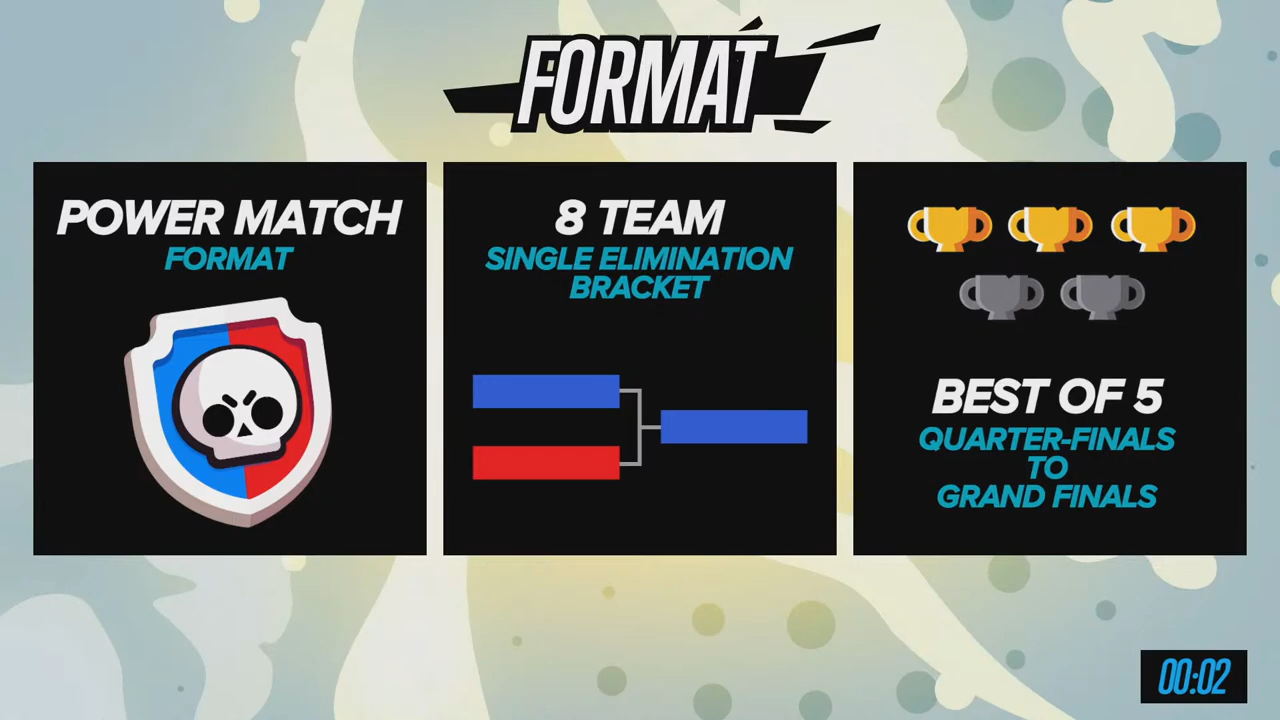 FORMAT
POWER MATCH
FORMAT
8 TEAM
SINGLE ELIMINATION
BRACKET
BEST OF 5
QUARTER-FINALS
TO
GRAND FINALS
00:02